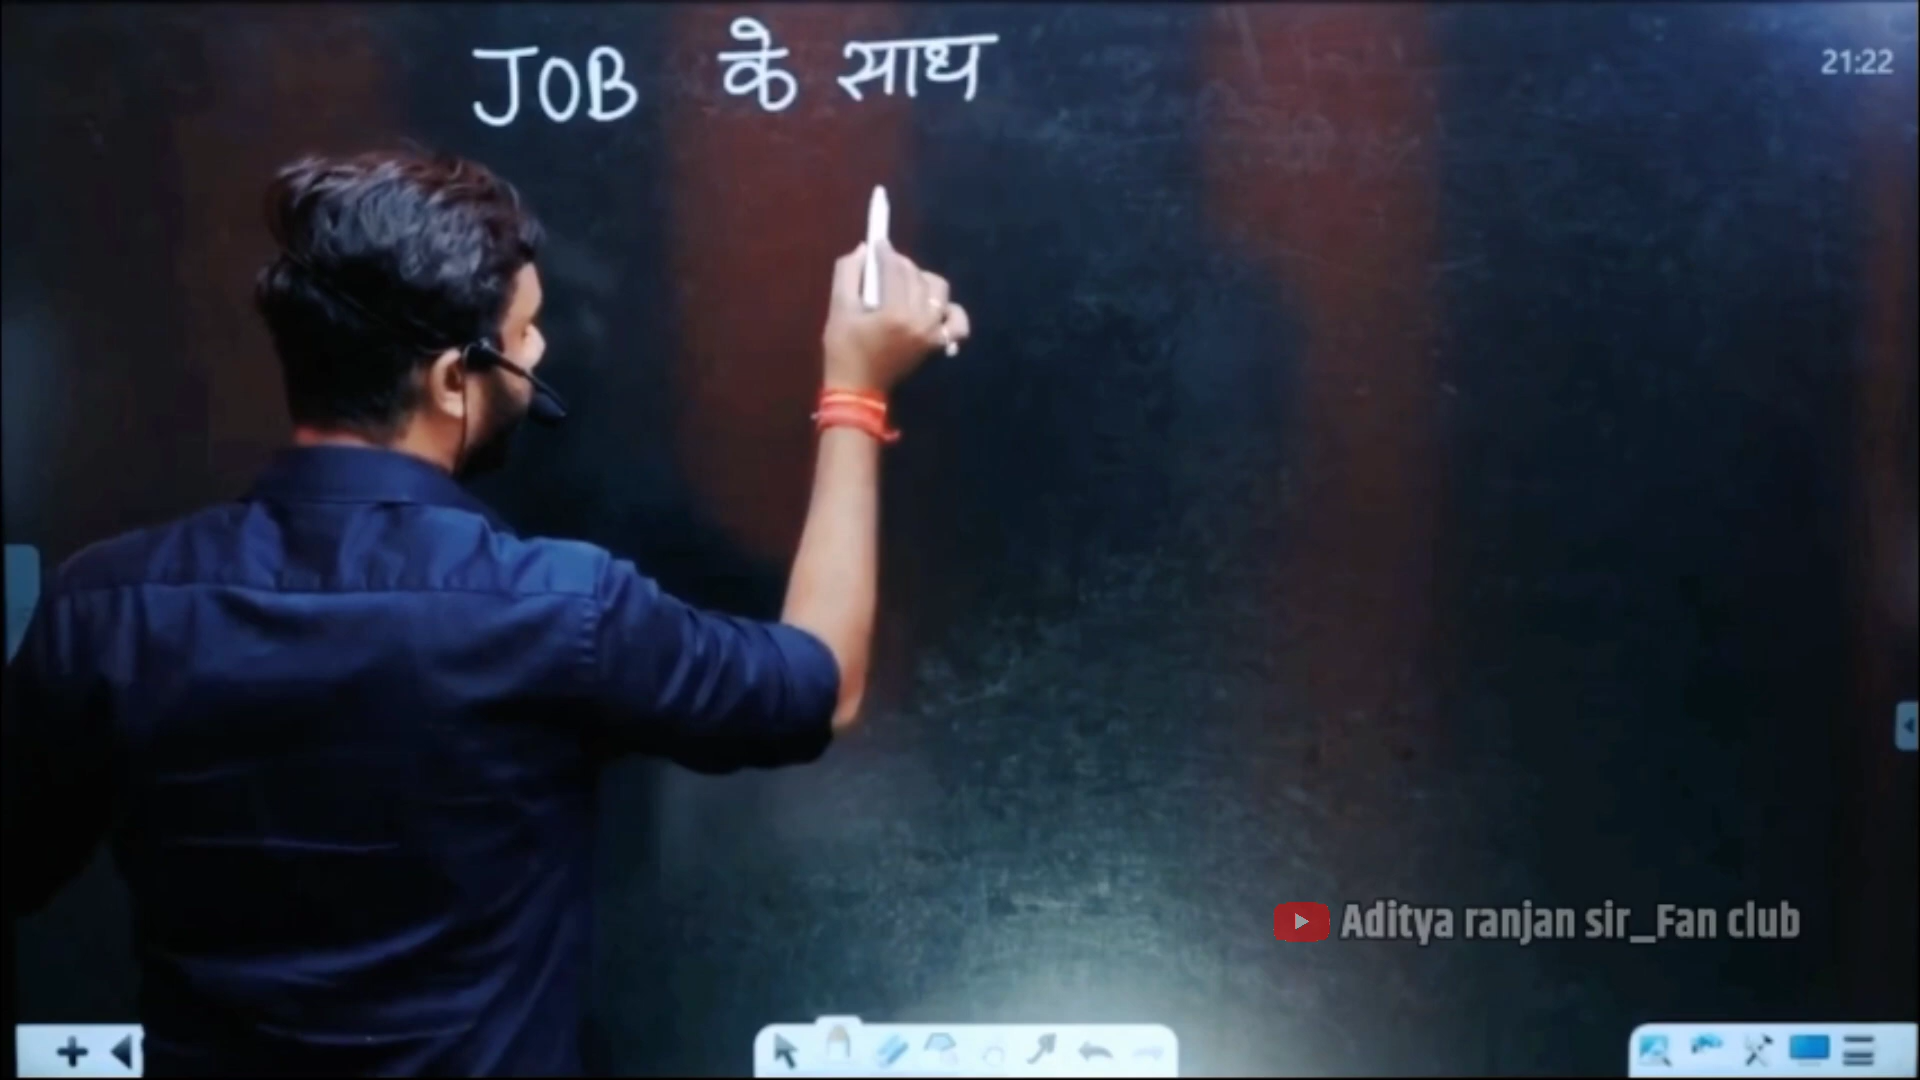 JOB के साथ
21:22
Aditya ranjan sir_Fan club